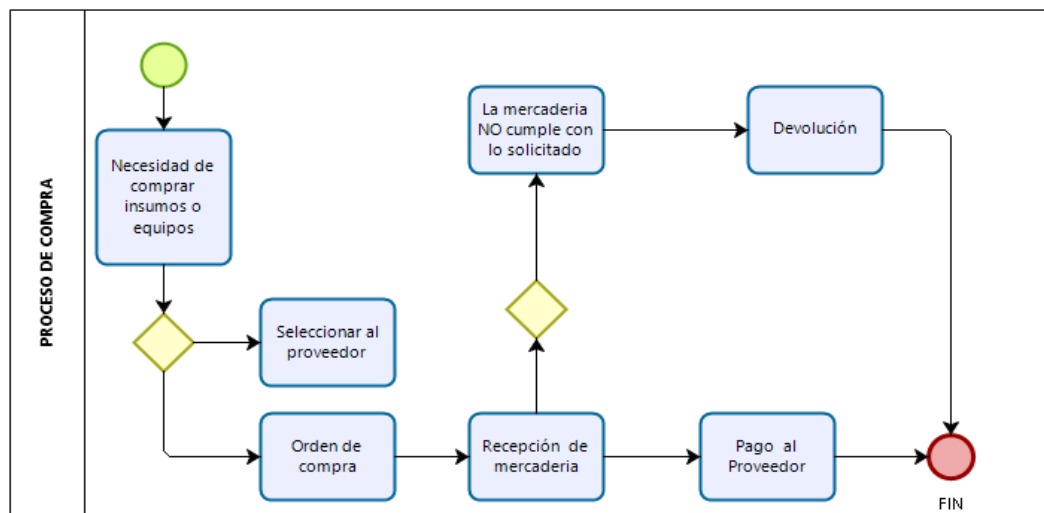 PROCESO DE COMPRA
Necesidad de
comprar
insumos o
equipos
Seleccionar al
proveedor
Orden de
compra
Recepción de
mercaderia
La mercaderia
NO cumple con
lo solicitado
Devolución
Pago al
Proveedor
FIN